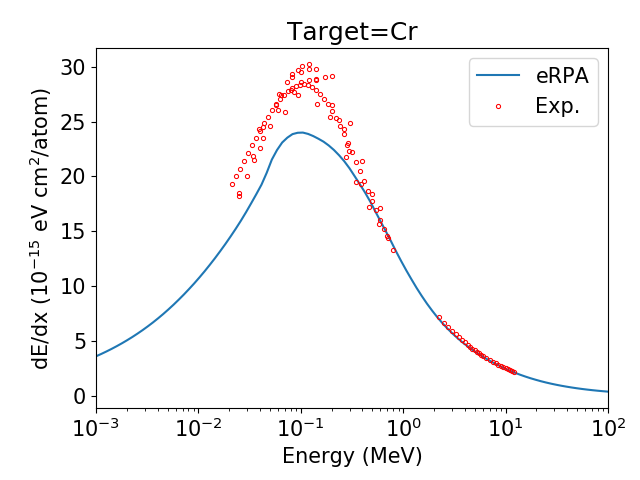 Target=Cr
eRPA
Exp.
dE/dx (10⁻¹⁵ eV cm²/atom)
30
25
20
15
10
5
0
10⁻³ 10⁻² 10⁻¹ 10⁰ 10¹ 10²
Energy (MeV)